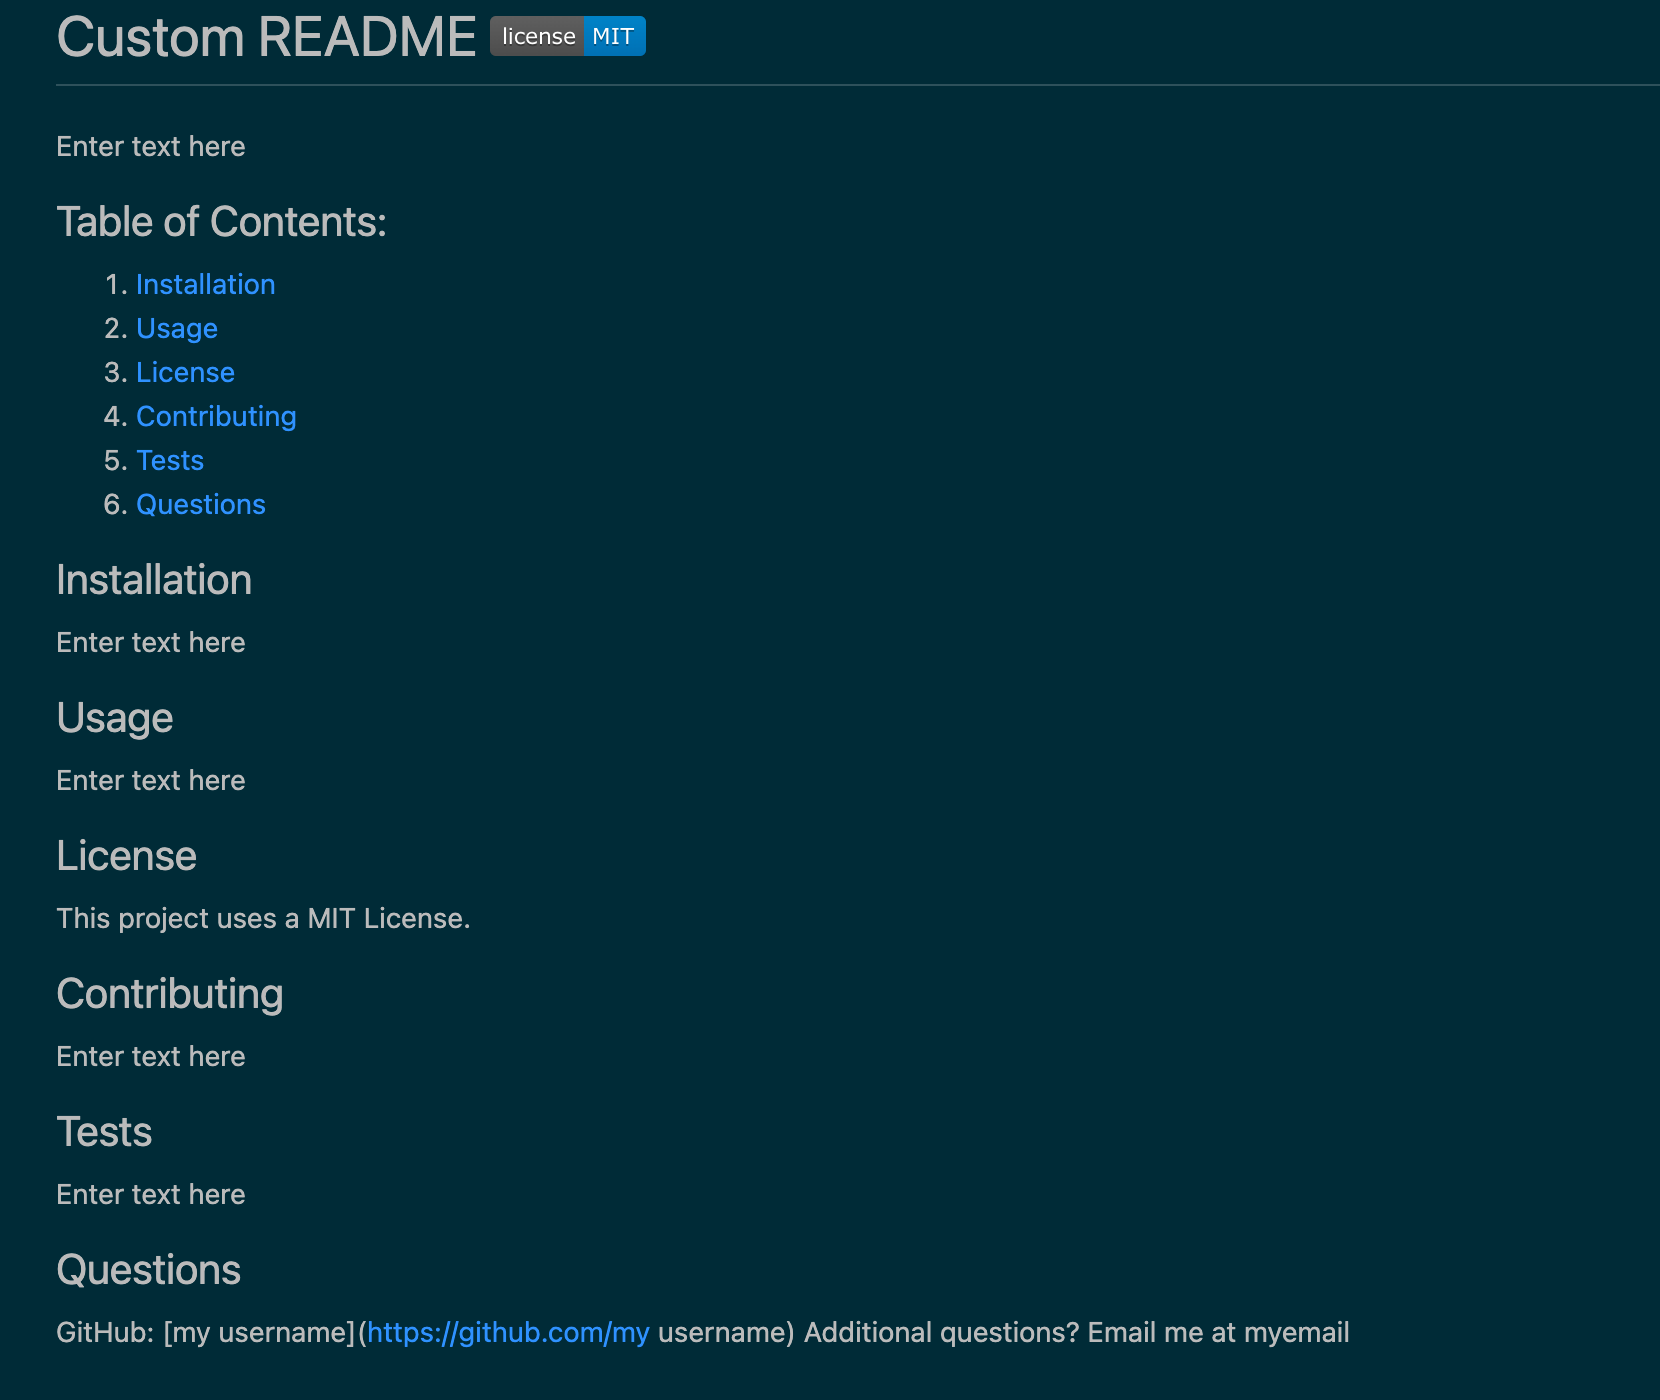 Custom README license MIT
Enter text here
Table of Contents:
1. Installation
2. Usage
3. License
4. Contributing
5. Tests
6. Questions
Installation
Enter text here
Usage
Enter text here
License
This project uses a MIT License.
Contributing
Enter text here
Tests
Enter text here
Questions
GitHub: [my username](https://github.com/my username) Additional questions? Email me at myemail